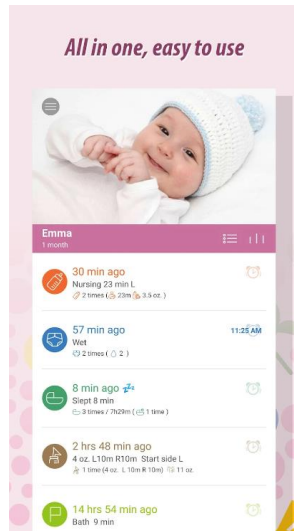 All in one, easy to use
Emma
1 month
30 min ago
Nursing 23 min L
2 times ( 23m 3.5 oz. )
57 min ago
11:25 AM
Wet
2 times ( 2 )
8 min ago zzz
Slept 8 min
3 times / 7h29m ( 1 time )
2 hrs 48 min ago
4 oz. L10m R10m Start side L
1 time (4 oz. L 10m R 10m) 11 oz.
14 hrs 54 min ago
Bath 9 min